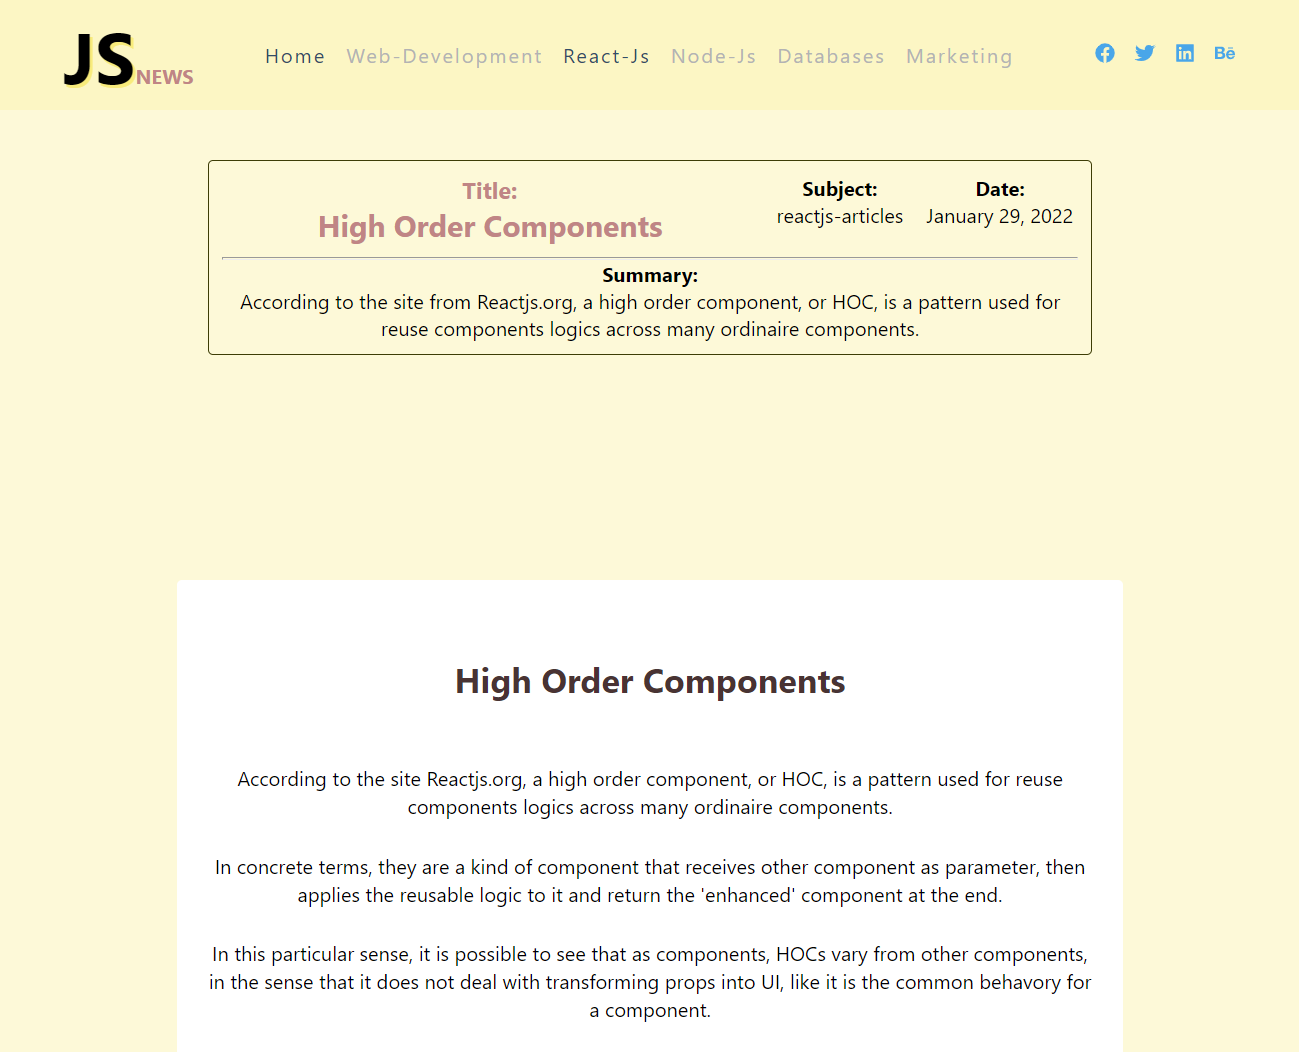 JS NEWS
Home Web-Development React-Js Node-Js Databases Marketing
Bē
Title:
High Order Components
Subject:
reactjs-articles
Date:
January 29, 2022
Summary:
According to the site from Reactjs.org, a high order component, or HOC, is a pattern used for
reuse components logics across many ordinaire components.
High Order Components
According to the site Reactjs.org, a high order component, or HOC, is a pattern used for reuse
components logics across many ordinaire components.
In concrete terms, they are a kind of component that receives other component as parameter, then
applies the reusable logic to it and return the 'enhanced' component at the end.
In this particular sense, it is possible to see that as components, HOCs vary from other components,
in the sense that it does not deal with transforming props into UI, like it is the common behavory for
a component.